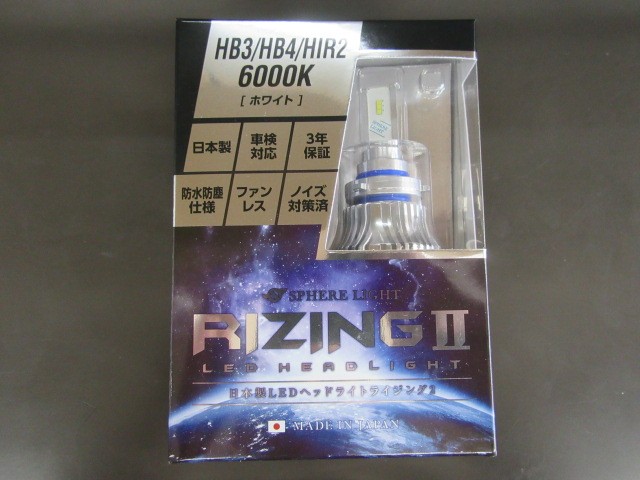 HB3/HB4/HIR2
6000K
[ ホワイト ]
日本製
車検
対応
3年
保証
防水防塵
仕様
ファン
レス
ノイズ
対策済
SPHERE LIGHT
RIZING II
LED HEADLIGHT
日本製LEDヘッドライトライジング2
MADE IN JAPAN